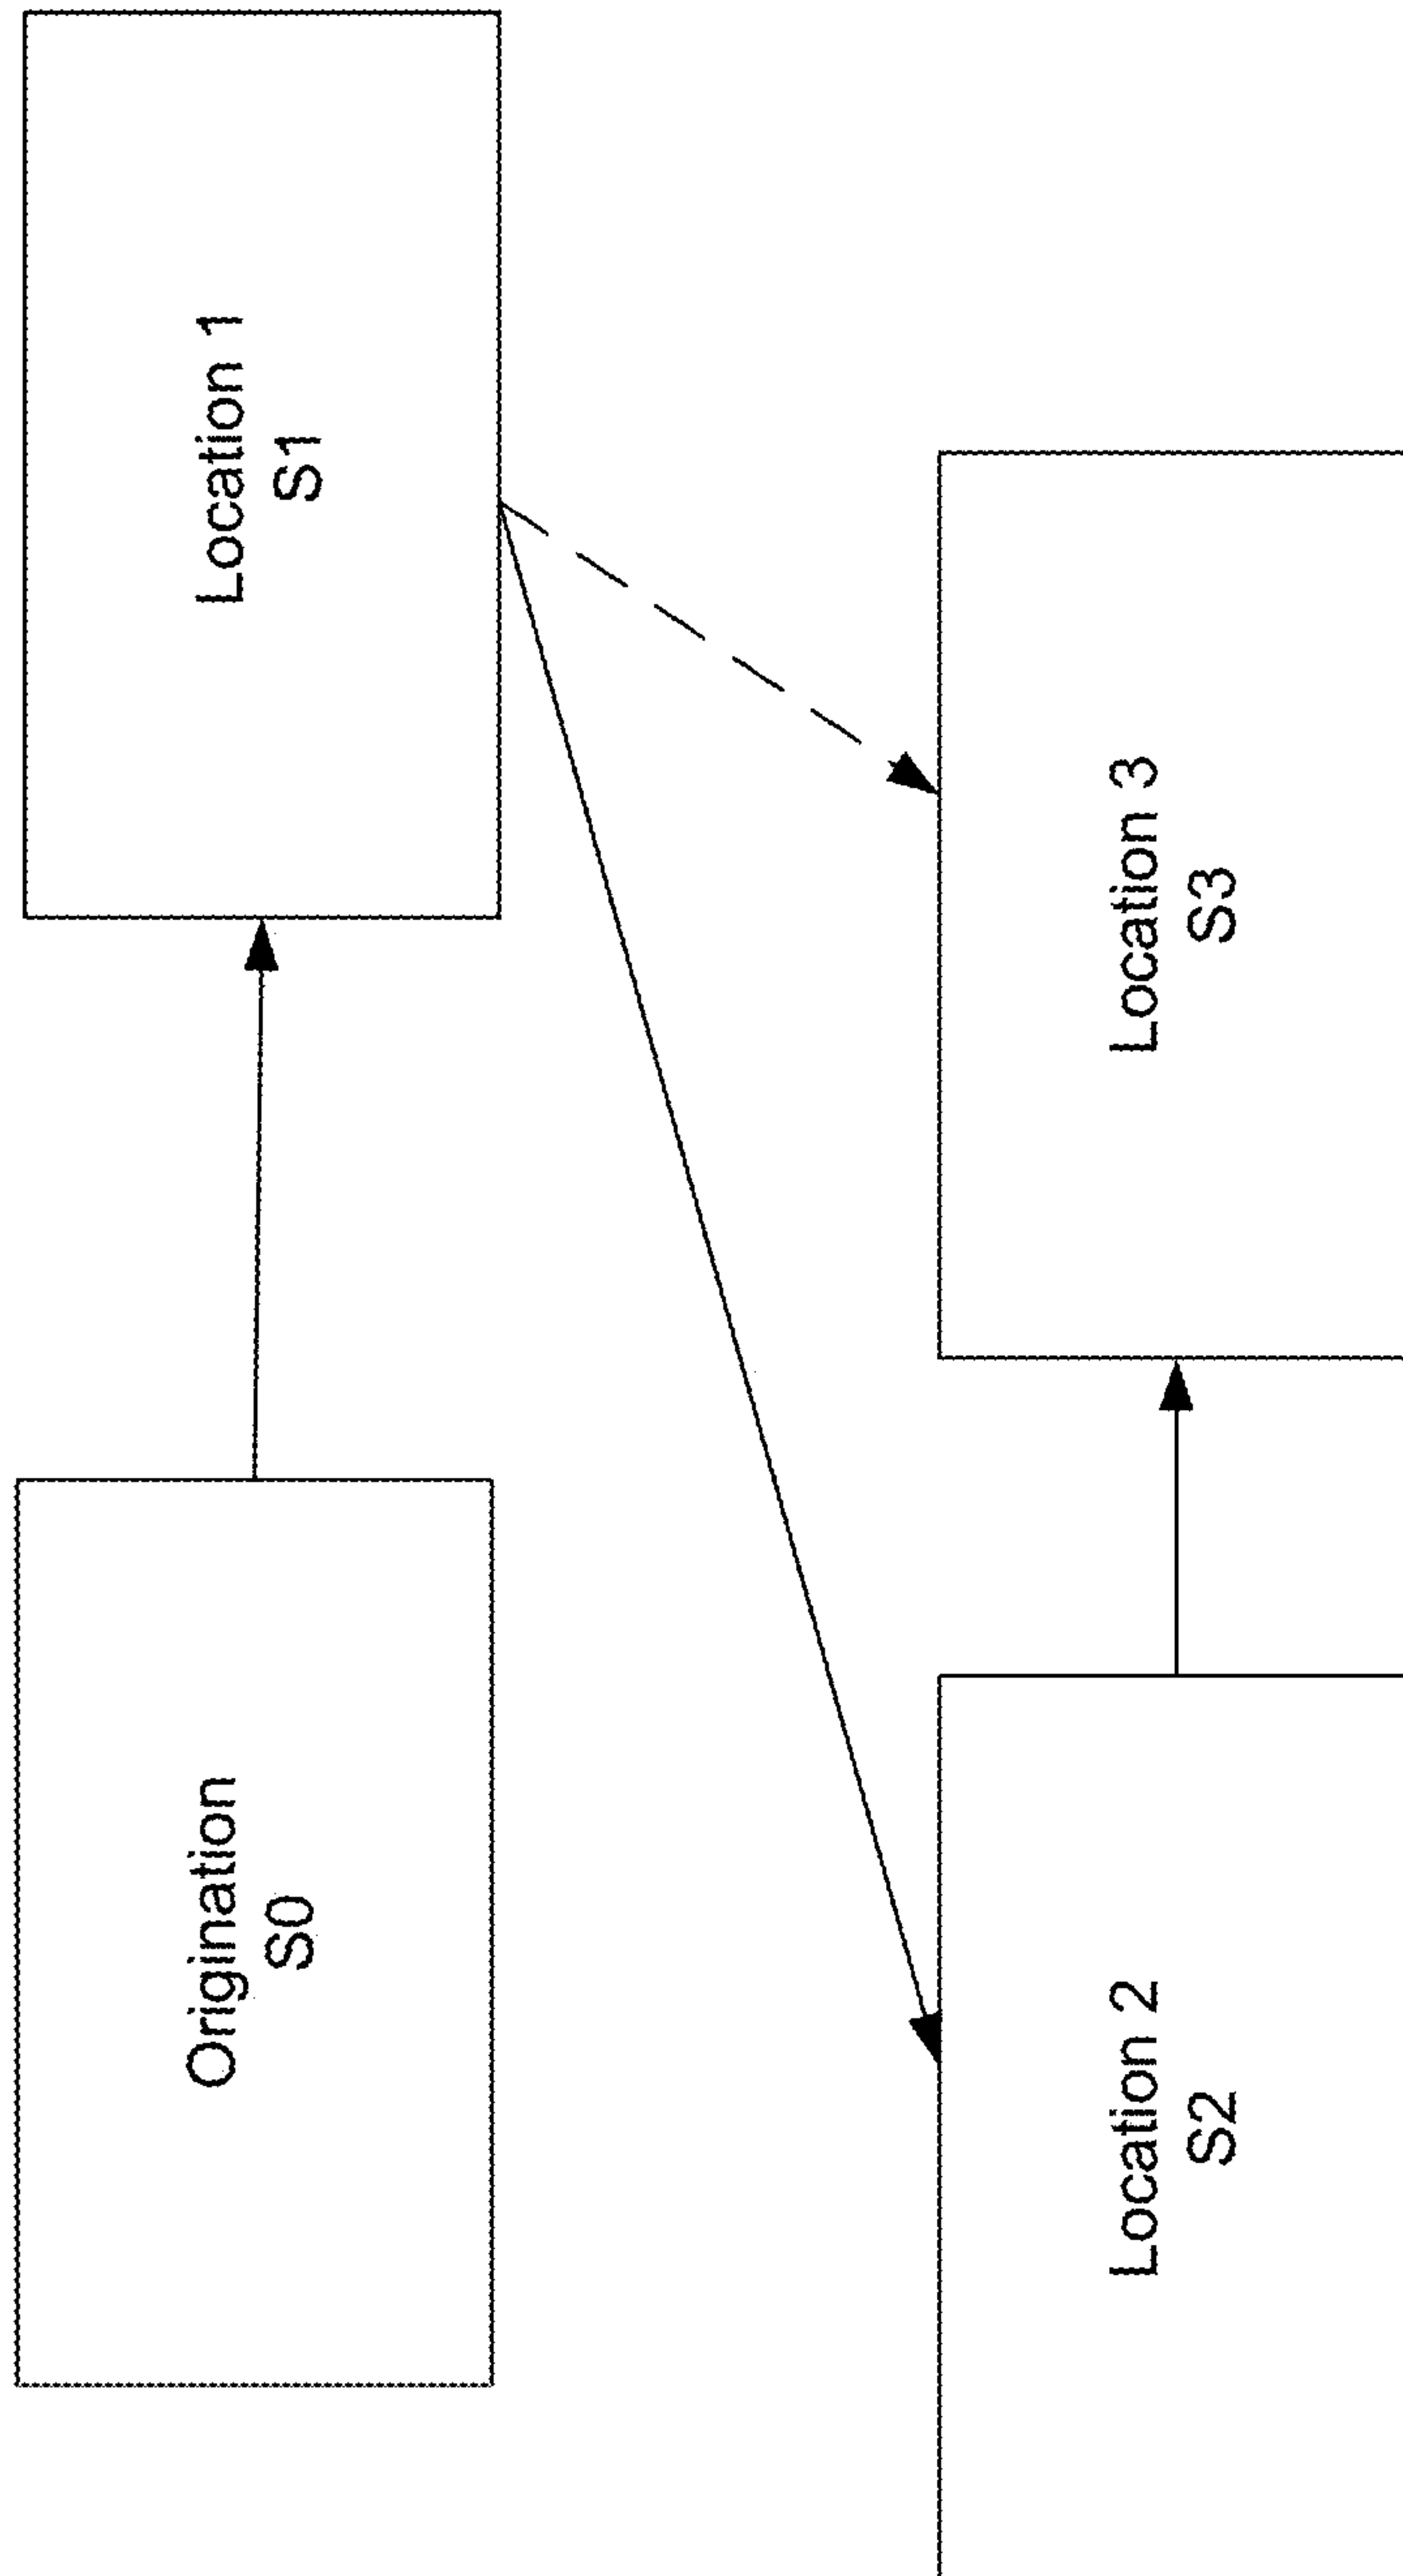 Origination
S0
Location 1
S1
Location 2
S2
Location 3
S3